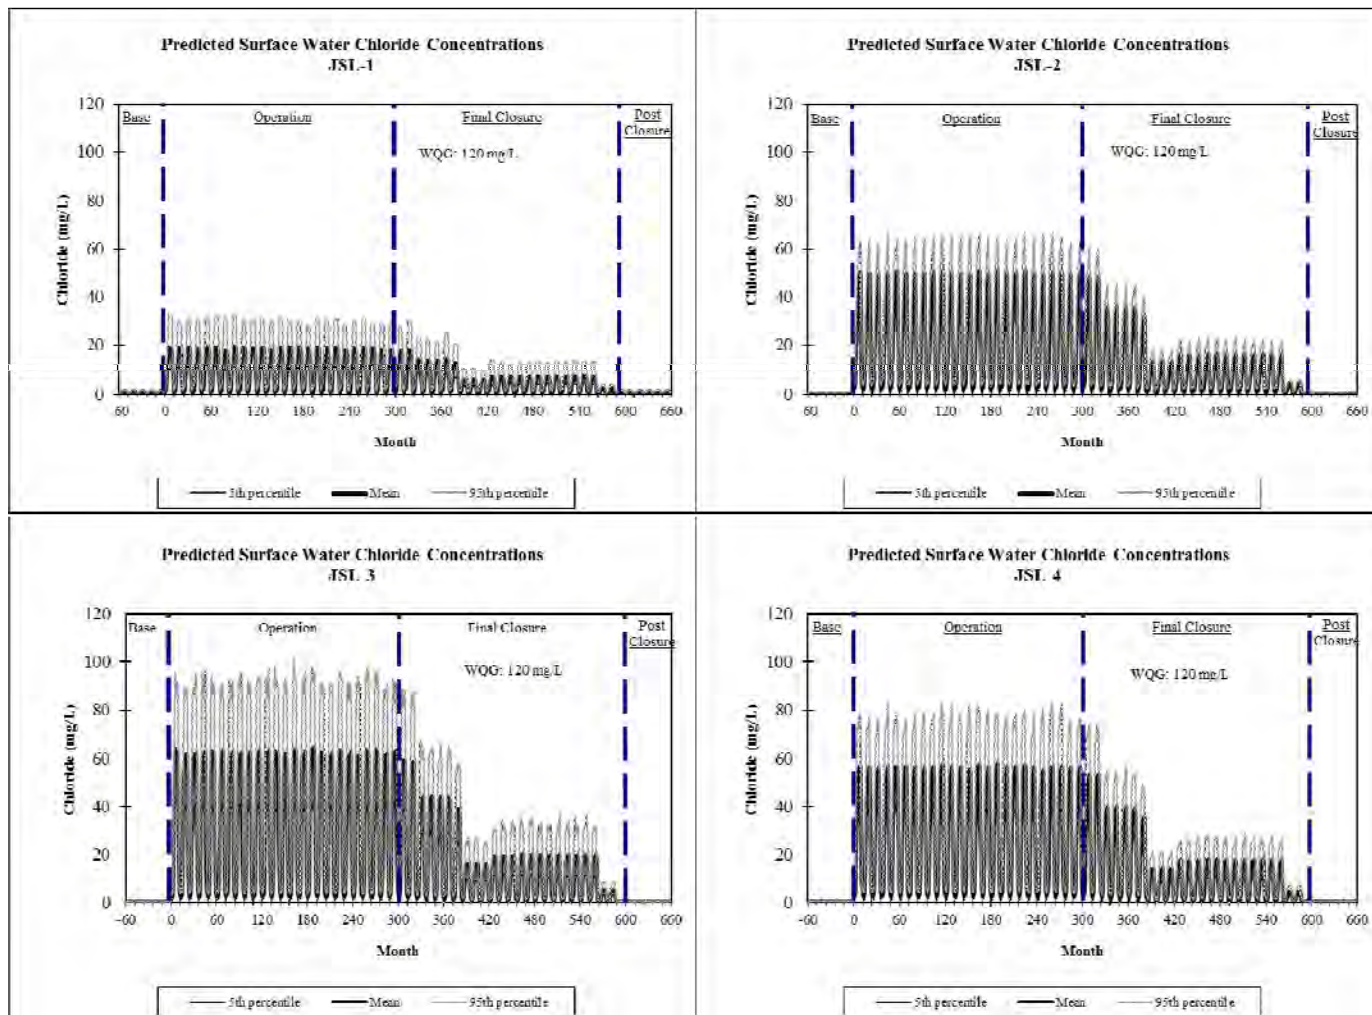 Predicted Surface Water Chloride Concentrations
JSL-1
120
100
80
60
40
20
0
Chloride (mg/L)
Base
Operation
Final Closure
Post
Closure
WQG: 120 mg/L
-60 0 60 120 180 240 300 360 420 480 540 600 660
Month
5th percentile Mean 95th percentile
Predicted Surface Water Chloride Concentrations
JSL-2
120
100
80
60
40
20
0
Chloride (mg/L)
Base
Operation
Final Closure
Post
Closure
WQG: 120 mg/L
-60 0 60 120 180 240 300 360 420 480 540 600 660
Month
5th percentile Mean 95th percentile
Predicted Surface Water Chloride Concentrations
JSL 3
120
100
80
60
40
20
0
Chloride (mg/L)
Base
Operation
Final Closure
Post
Closure
WQG: 120 mg/L
-60 0 60 120 180 240 300 360 420 480 540 600 660
Month
5th percentile Mean 95th percentile
Predicted Surface Water Chloride Concentrations
JSL 4
120
100
80
60
40
20
0
Chloride (mg/L)
Base
Operation
Final Closure
Post
Closure
WQG: 120 mg/L
-60 0 60 120 180 240 300 360 420 480 540 600 660
Month
5th percentile Mean 95th percentile